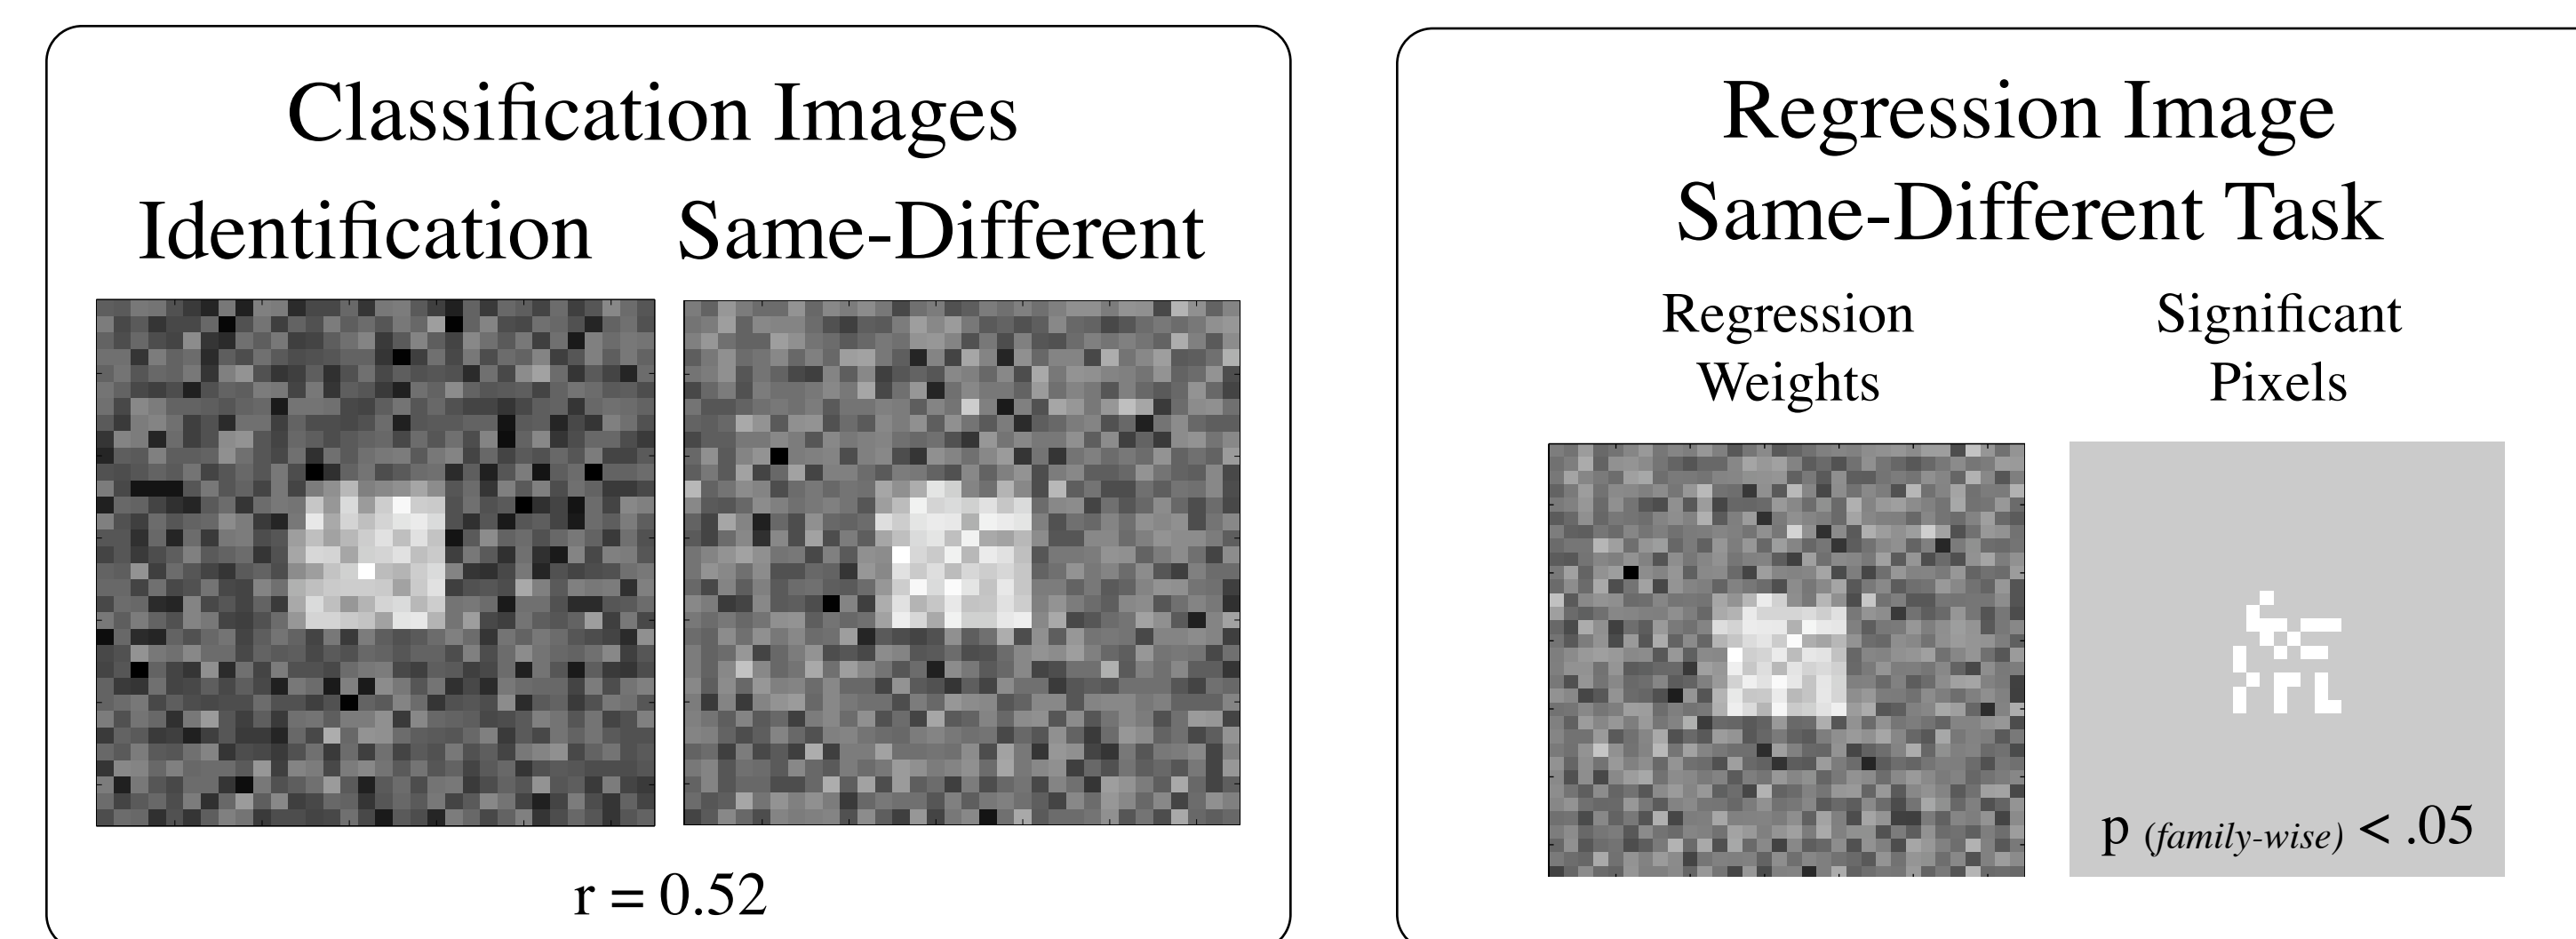 Classification Images
Identification Same-Different
r = 0.52
Regression Image
Same-Different Task
Regression
Weights
Significant
Pixels
p (family-wise) < .05